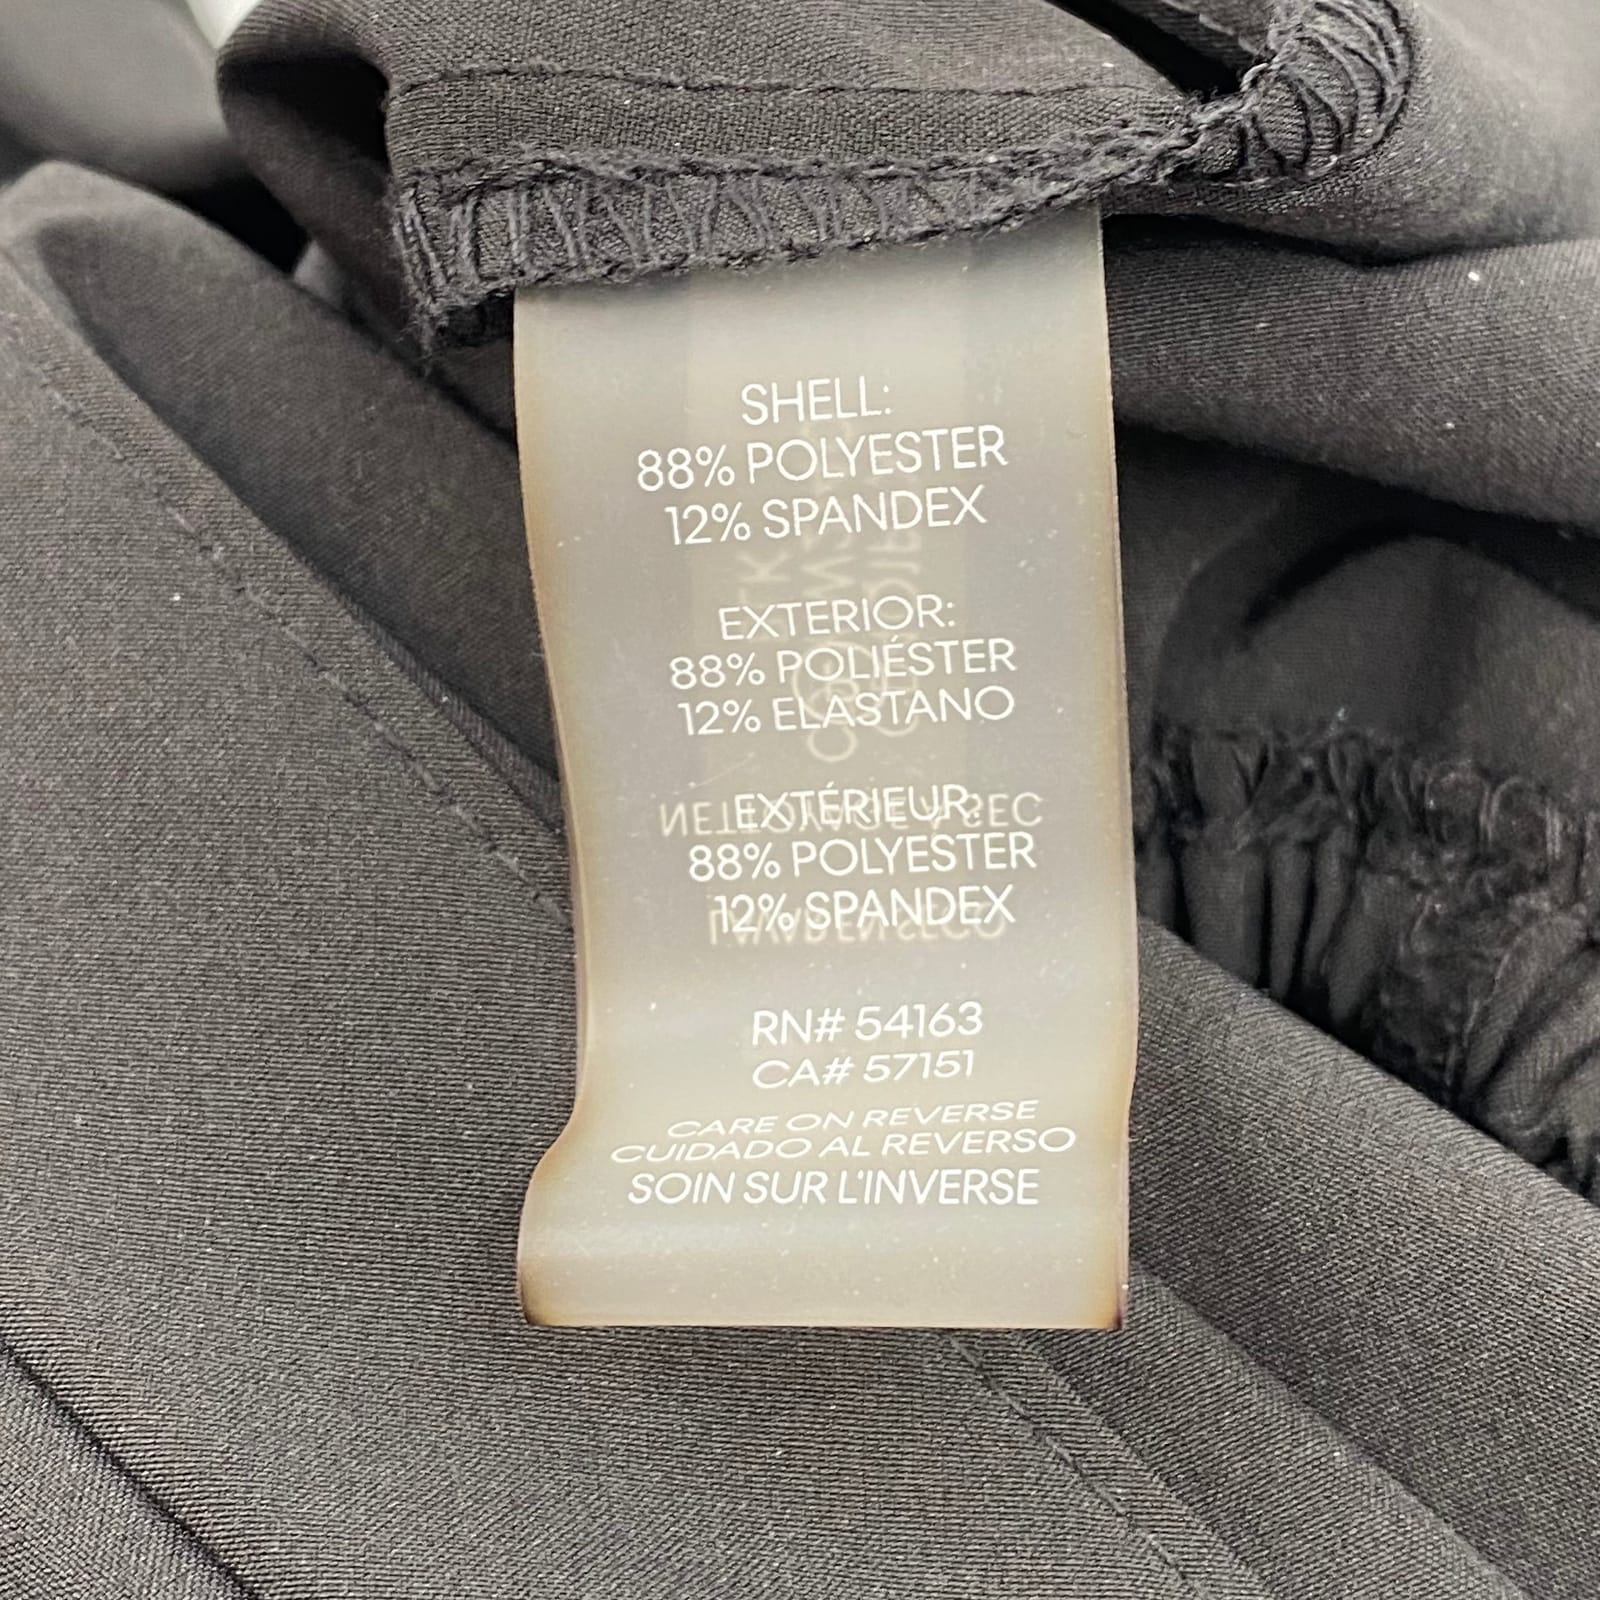 SHELL:
88% POLYESTER
12% SPANDEX
EXTERIOR:
88% POLIÉSTER
12% ELASTANO
EXTÉRIEUR:
88% POLYESTER
12% SPANDEX
RN# 54163
CA# 57151
CARE ON REVERSE
CUIDADO AL REVERSO
SOIN SUR L'INVERSE